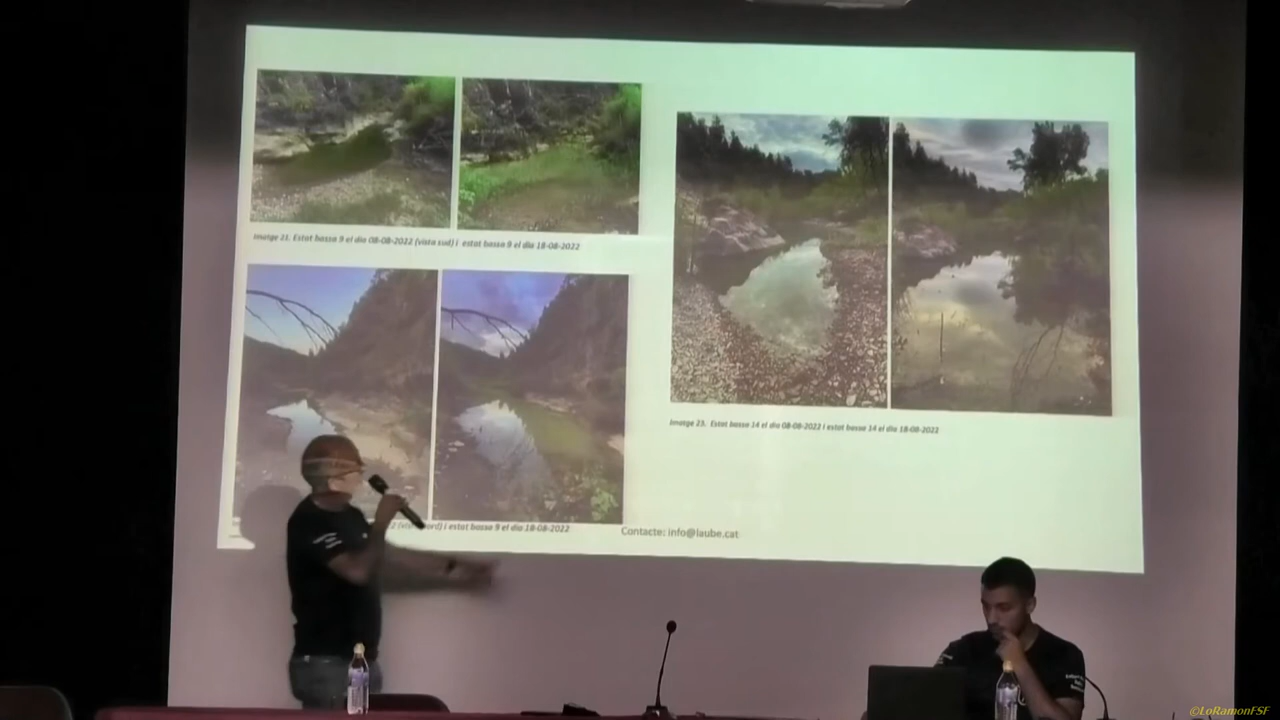 Imatge 21. Estat bassa 9 el dia 08-08-2022 (vista sud) i estat bassa 9 el dia 18-08-2022
Imatge 23. Estat bassa 14 el dia 08-08-2022 i estat bassa 14 el dia 18-08-2022
i estat bassa 9 el dia 18-08-2022
Contacte: info@laube.cat
@LoRamonFSF